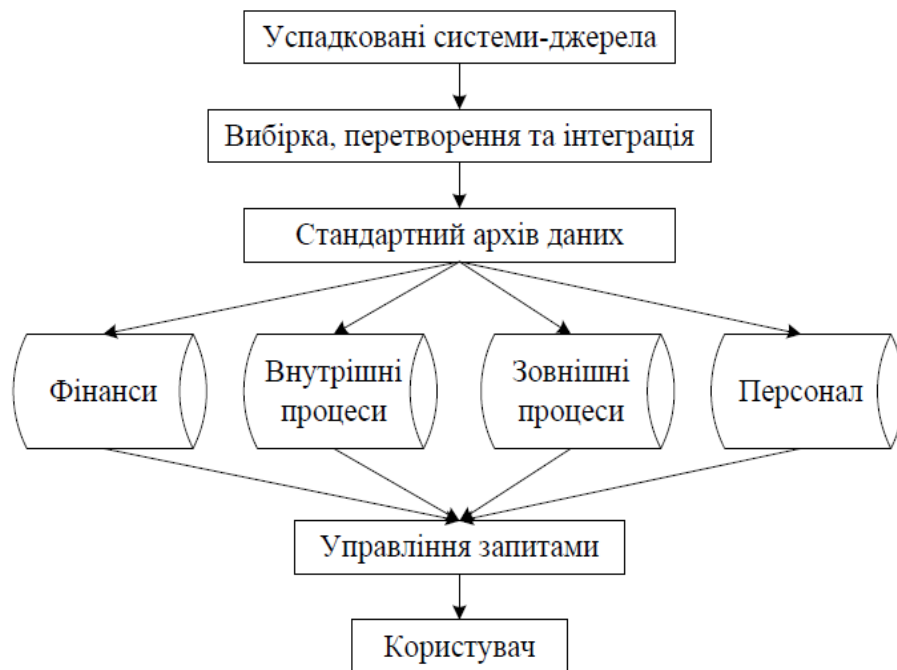 Успадковані системи-джерела
Вибірка, перетворення та інтеграція
Стандартний архів даних
Фінанси
Внутрішні
процеси
Зовнішні
процеси
Персонал
Управління запитами
Користувач